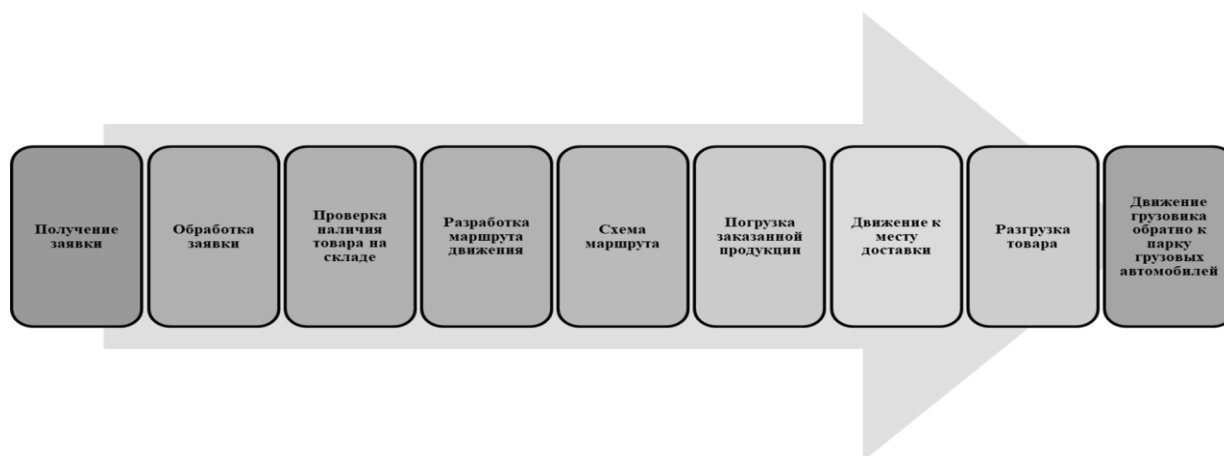 Получение
заявки
Обработка
заявки
Проверка
наличия
товара на
складе
Разработка
маршрута
движения
Схема
маршрута
Погрузка
заказанной
продукции
Движение к
месту
доставки
Разгрузка
товара
Движение
грузовика
обратно к
парку
грузовых
автомобилей